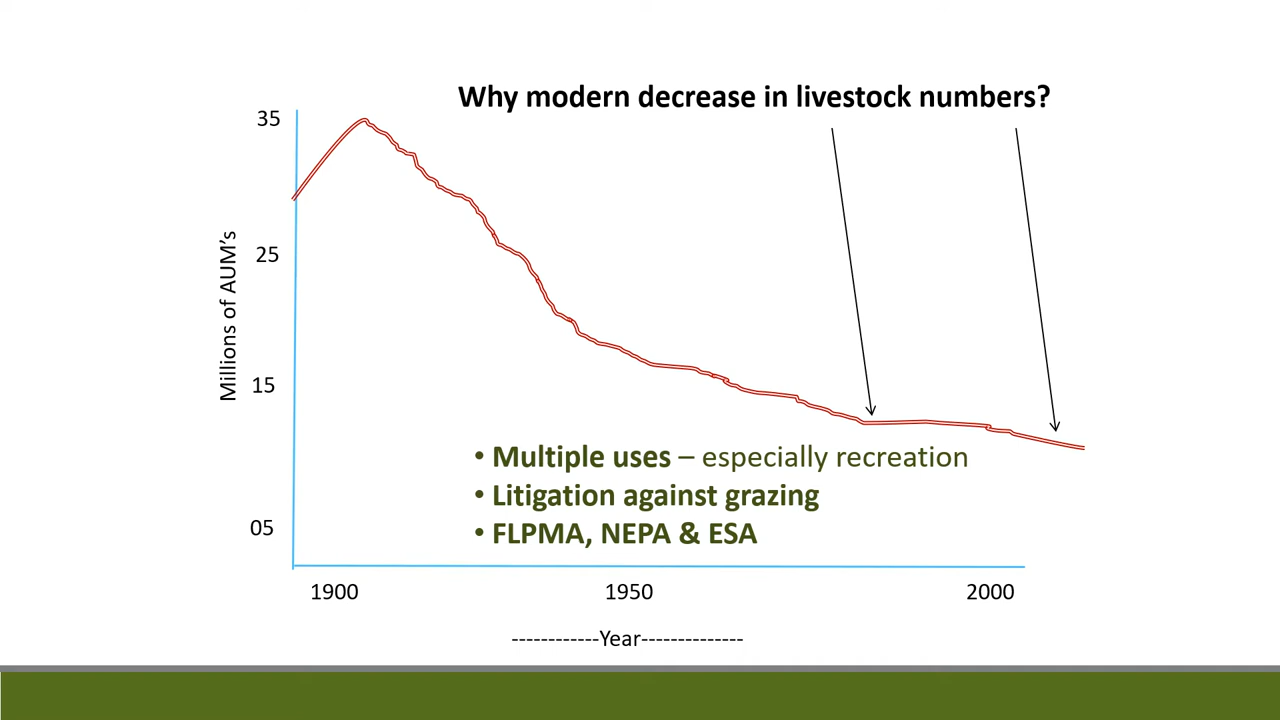 Why modern decrease in livestock numbers?
35
25
15
05
Millions of AUM’s
• Multiple uses – especially recreation
• Litigation against grazing
• FLPMA, NEPA & ESA
1900
1950
2000
------------Year--------------